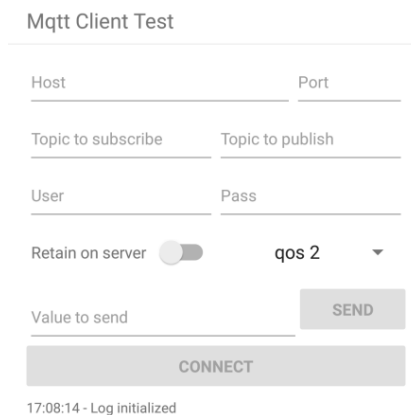 Mqtt Client Test
Host Port
Topic to subscribe Topic to publish
User Pass
Retain on server qos 2
Value to send SEND
CONNECT
17:08:14 - Log initialized